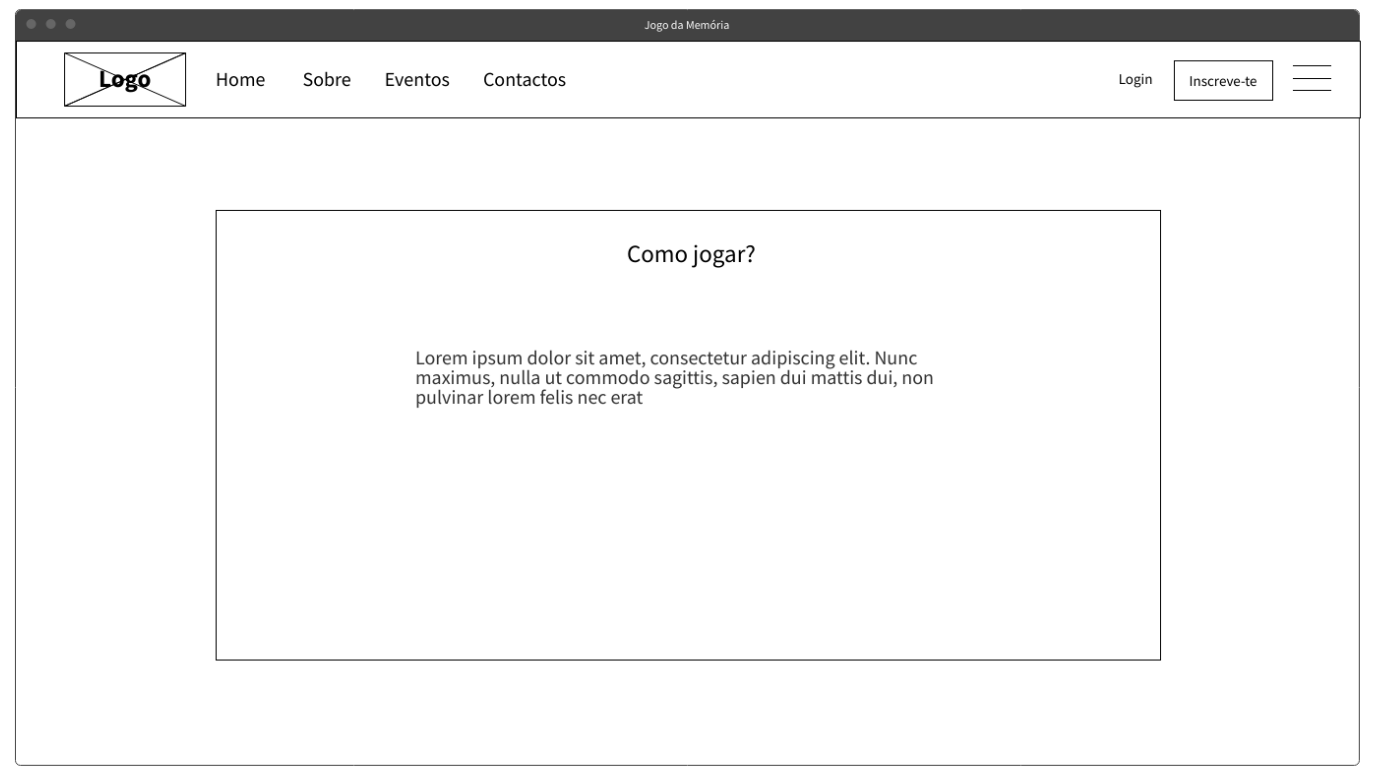 Jogo da Memória
Logo Home Sobre Eventos Contactos Login Inscreve-te
Como jogar?
Lorem ipsum dolor sit amet, consectetur adipiscing elit. Nunc
maximus, nulla ut commodo sagittis, sapien dui mattis dui, non
pulvinar lorem felis nec erat